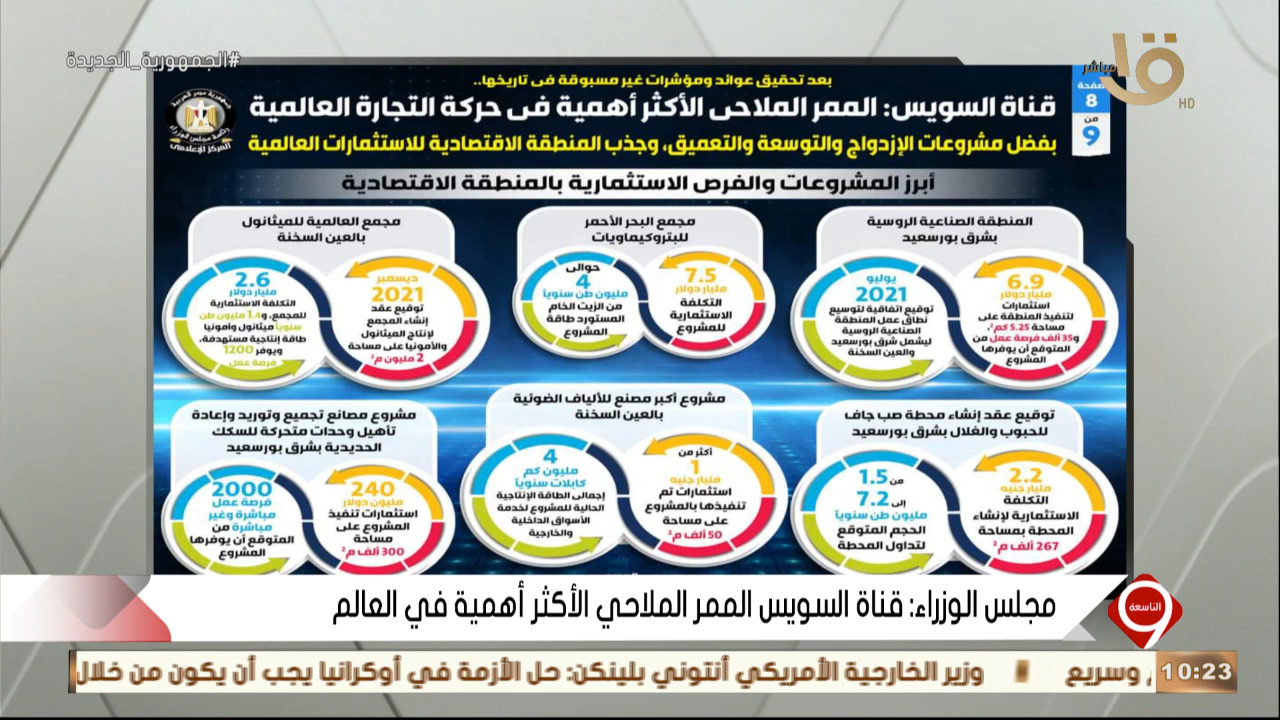 #الجمهورية_الجديدة
مباشر
HD
صفحة
8
من
9
بعد تحقيق عوائد ومؤشرات غير مسبوقة فى تاريخها..
قناة السويس: الممر الملاحى الأكثر أهمية فى حركة التجارة العالمية
بفضل مشروعات الإزدواج والتوسعة والتعميق، وجذب المنطقة الاقتصادية للاستثمارات العالمية
أبرز المشروعات والفرص الاستثمارية بالمنطقة الاقتصادية
المنطقة الصناعية الروسية
بشرق بورسعيد
6.9
مليار دولار
استثمارات
لتنفيذ المنطقة على
مساحة 5.25 كم²،
و35 ألف فرصة عمل من
المتوقع أن يوفرها
المشروع
يوليو
2021
توقيع اتفاقية لتوسيع
نطاق عمل المنطقة
الصناعية الروسية
ليشمل شرق بورسعيد
والعين السخنة
مجمع البحر الأحمر
للبتروكيماويات
7.5
مليار دولار
التكلفة
الاستثمارية
للمشروع
حوالى
4
مليون طن سنوياً
من الزيت الخام
المستورد طاقة
المشروع
مجمع العالمية للميثانول
بالعين السخنة
ديسمبر
2021
توقيع عقد
إنشاء المجمع
لإنتاج الميثانول
والأمونيا على مساحة
2 مليون م²
2.6
مليار دولار
التكلفة الاستثمارية
للمجمع، و1.4 مليون طن
سنوياً ميثانول وأمونيا
طاقة إنتاجية مستهدفة،
ويوفر 1200
فرصة عمل
توقيع عقد إنشاء محطة صب جاف
للحبوب والغلال بشرق بورسعيد
2.2
مليار جنيه
التكلفة
الاستثمارية لإنشاء
المحطة بمساحة
267 ألف م²
من 1.5
إلى 7.2
مليون طن سنوياً
الحجم المتوقع
لتداول المحطة
مشروع أكبر مصنع للألياف الضوئية
بالعين السخنة
أكثر من
1
مليار جنيه
استثمارات تم
تنفيذها بالمشروع
على مساحة
50 ألف م²
4
مليون كم
كابلات سنوياً
إجمالى الطاقة الإنتاجية
الحالية للمشروع لخدمة
الأسواق الداخلية
والخارجية
مشروع مصانع تجميع وتوريد وإعادة
تأهيل وحدات متحركة للسكك
الحديدية بشرق بورسعيد
240
مليون دولار
استثمارات تنفيذ
المشروع على
مساحة
300 ألف م²
2000
فرصة عمل
مباشرة وغير
مباشرة من
المتوقع أن يوفرها
المشروع
التاسعة
مجلس الوزراء: قناة السويس الممر الملاحي الأكثر أهمية في العالم
10:23
وسريع
وزير الخارجية الأمريكي أنتوني بلينكن: حل الأزمة في أوكرانيا يجب أن يكون من خلال